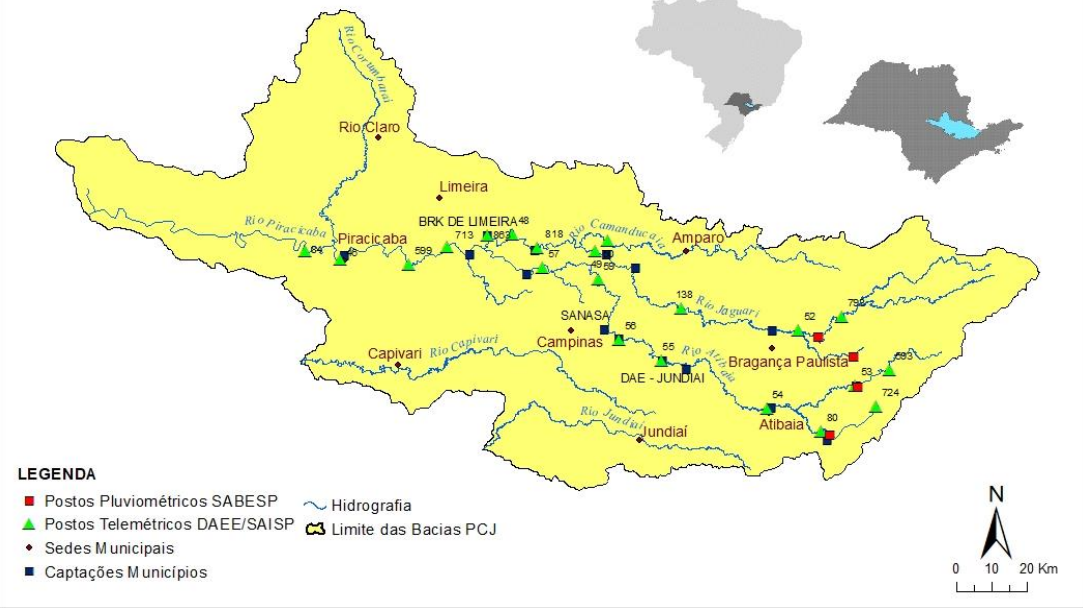 Rio Corumbataí
Rio Claro
Limeira
BRK DE LIMEIRA
48
Rio Camanducaia
Rio Piracicaba
Piracicaba
713
863
818
Amparo
84
599
57
49
59
138
Rio Jaguari
52
SANASA
56
Campinas
Rio Capivari
Capivari
55
Rio Atibaia
Bragança Paulista
DAE - JUNDIAI
53
724
54
Rio Jundiaí
Jundiaí
Atibaia
80
LEGENDA
Postos Pluviométricos SABESP
Hidrografia
Postos Telemétricos DAEE/SAISP
Limite das Bacias PCJ
Sedes Municipais
Captações Municípios
N
0 10 20 Km